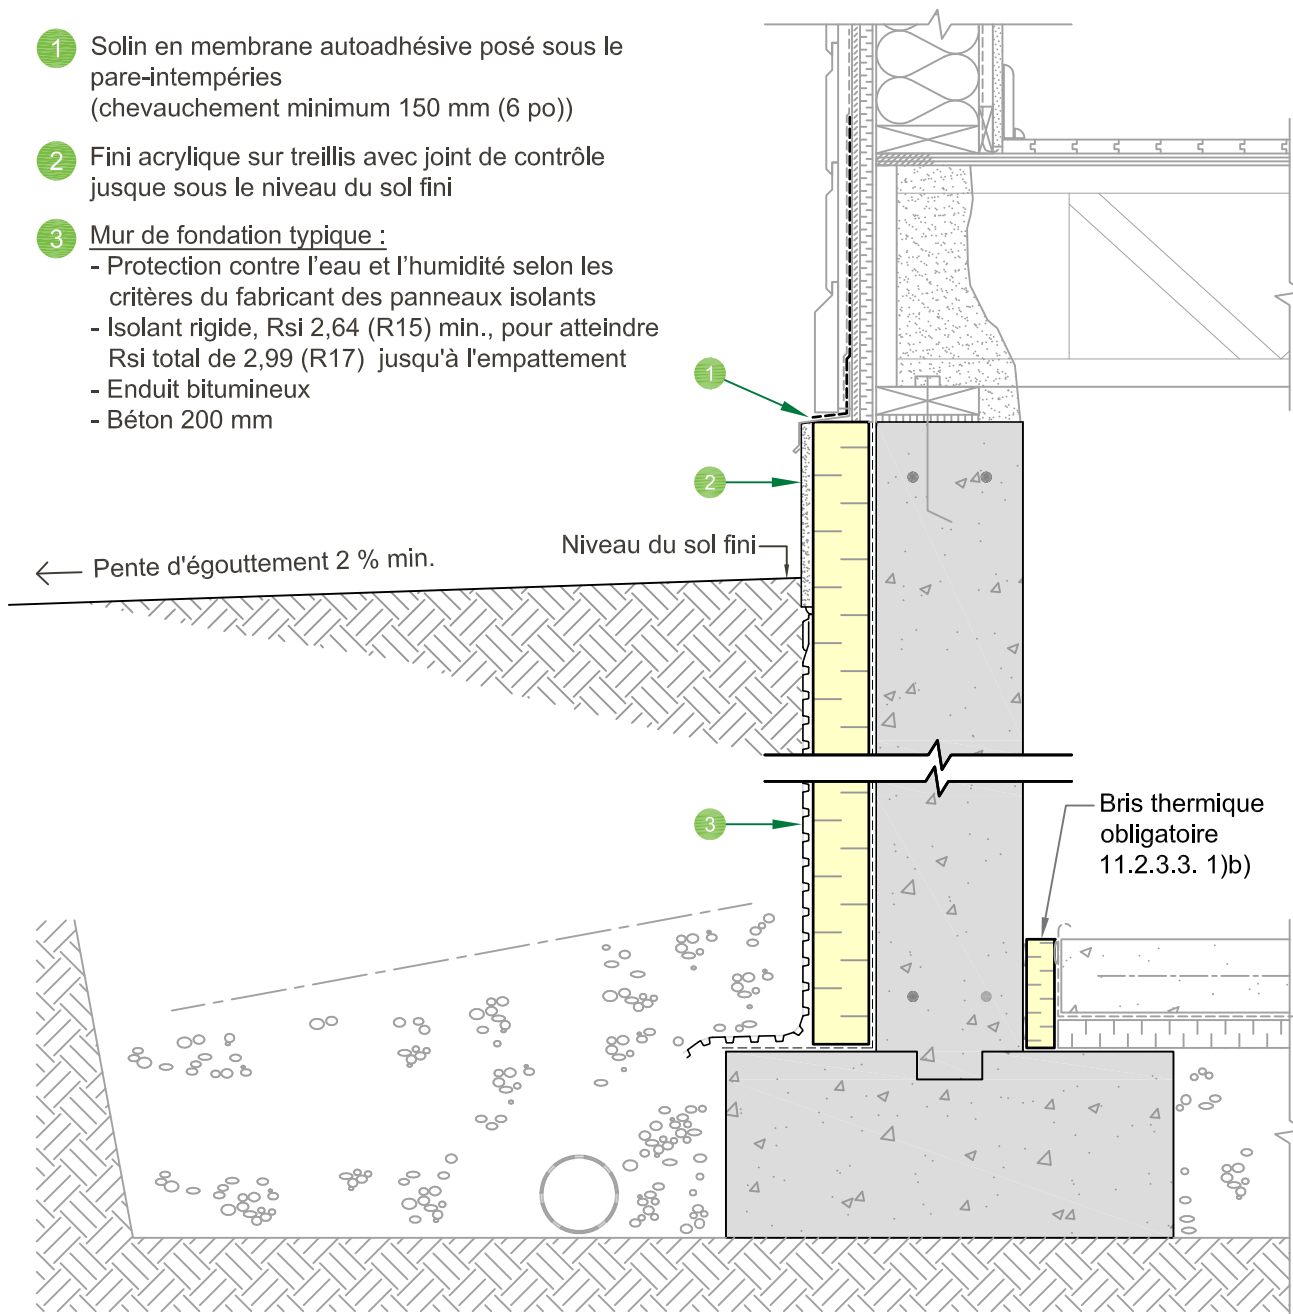 1 Solin en membrane autoadhésive posé sous le
pare-intempéries
(chevauchement minimum 150 mm (6 po))
2 Fini acrylique sur treillis avec joint de contrôle
jusque sous le niveau du sol fini
3 Mur de fondation typique :
- Protection contre l'eau et l'humidité selon les
critères du fabricant des panneaux isolants
- Isolant rigide, Rsi 2,64 (R15) min., pour atteindre
Rsi total de 2,99 (R17) jusqu'à l'empattement
- Enduit bitumineux
- Béton 200 mm
1
2
Niveau du sol fini
Pente d'égouttement 2 % min.
3
Bris thermique
obligatoire
11.2.3.3. 1)b)